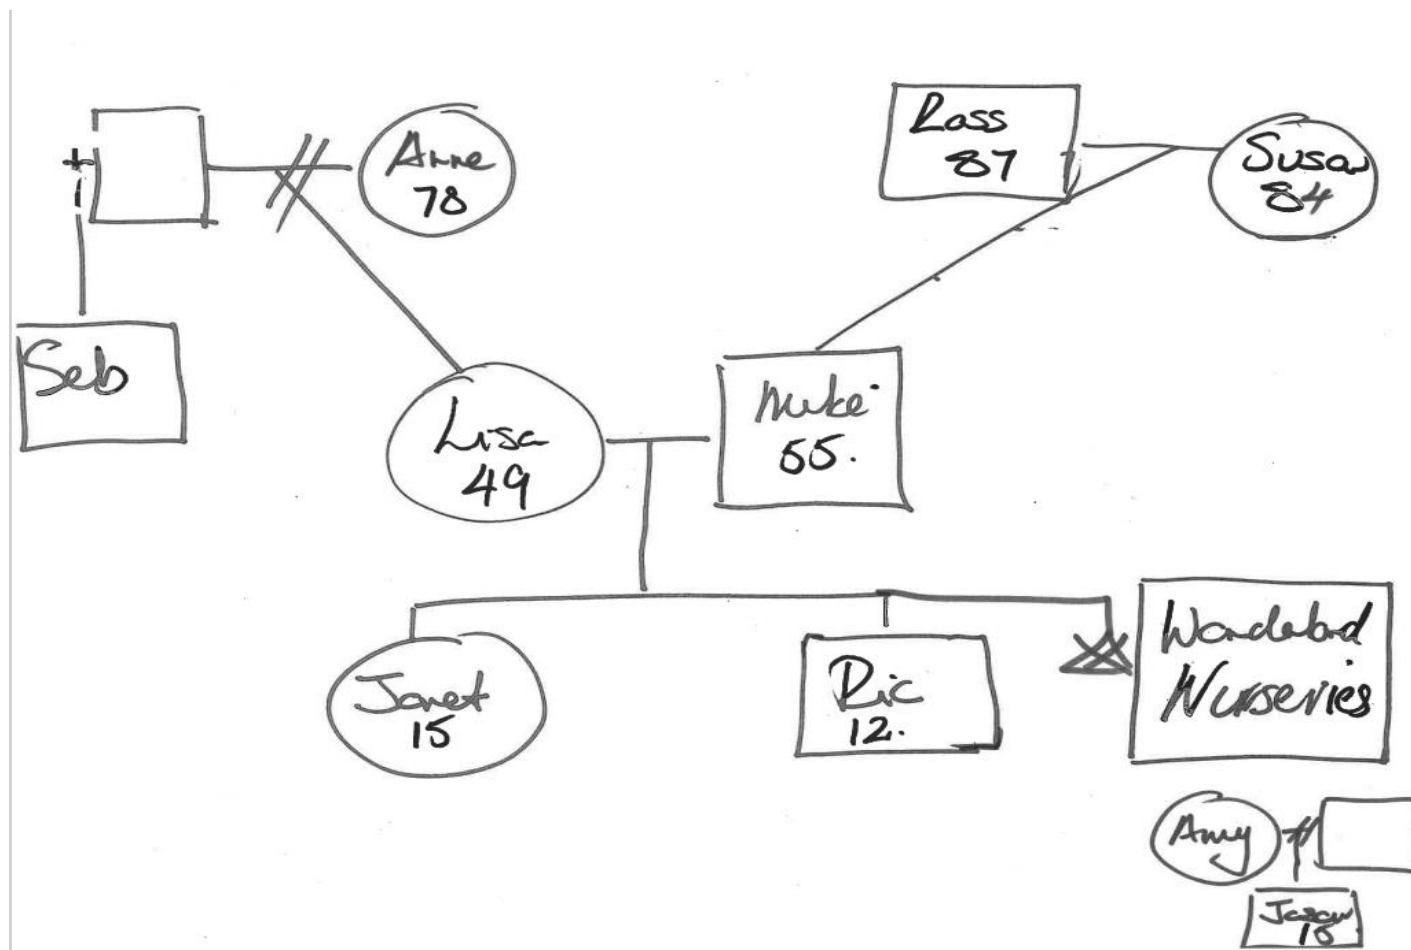 Anne
78
Ross
87
Susan
84
Seb
Lisa
49
Mike
55.
Janet
15
Ric
12.
Wonderland
Nurseries
Amy
Jason